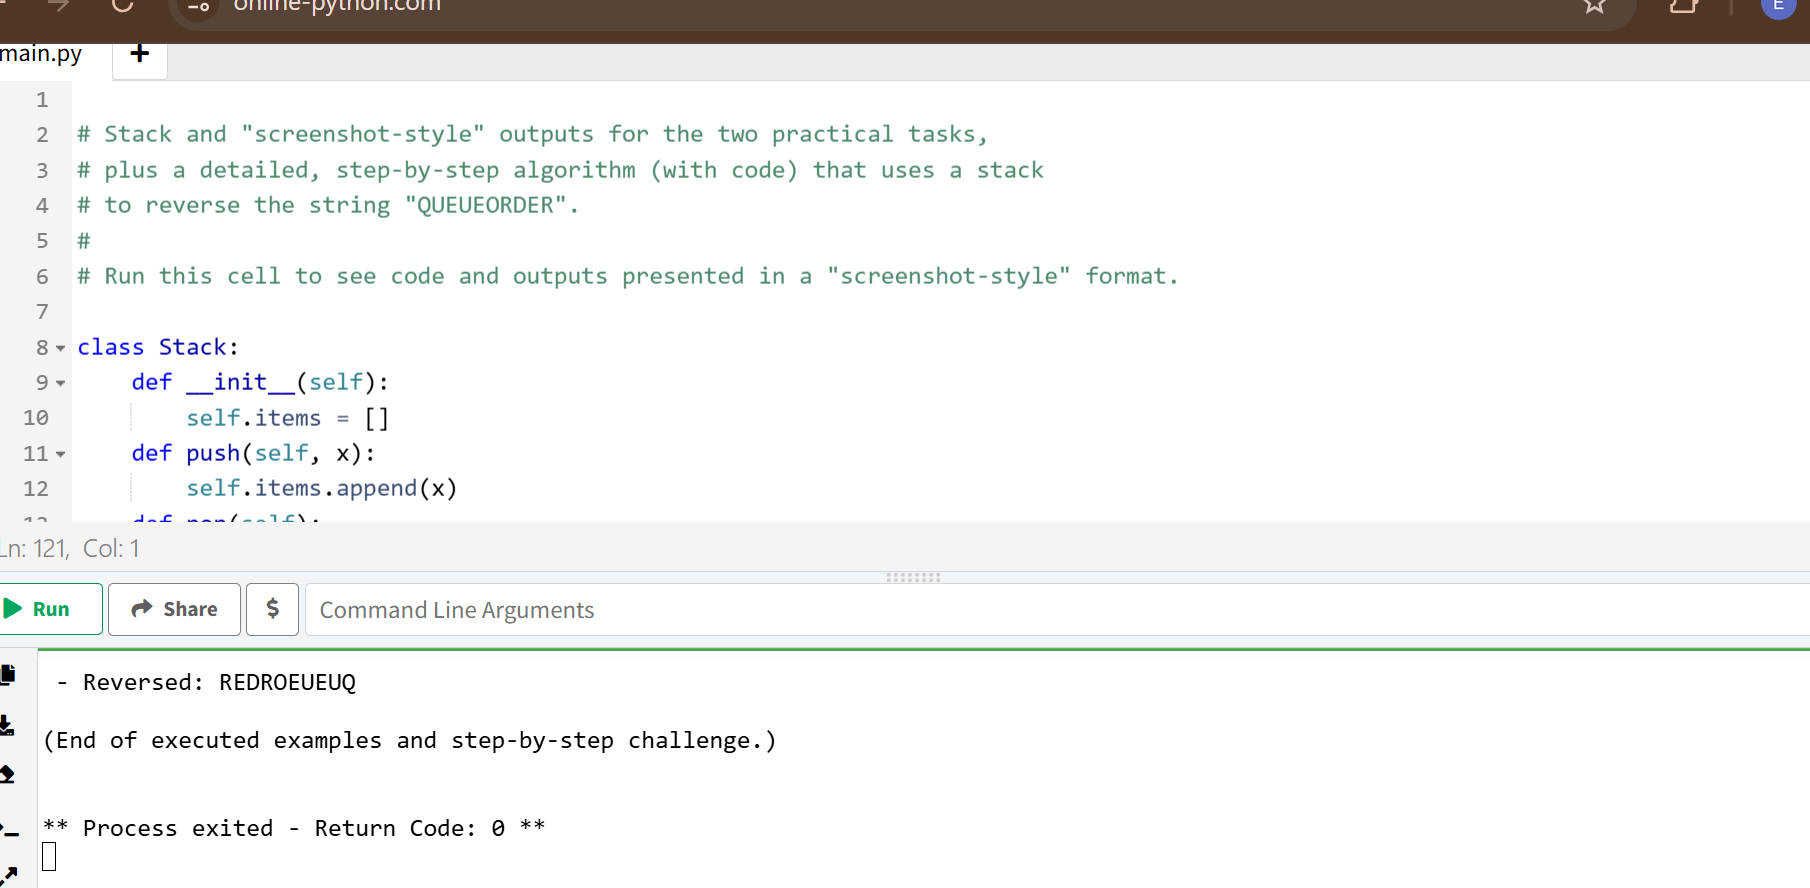 online-python.com
E
main.py
+
1
2 # Stack and "screenshot-style" outputs for the two practical tasks,
3 # plus a detailed, step-by-step algorithm (with code) that uses a stack
4 # to reverse the string "QUEUEORDER".
5 #
6 # Run this cell to see code and outputs presented in a "screenshot-style" format.
7
8 class Stack:
9     def __init__(self):
10         self.items = []
11     def push(self, x):
12         self.items.append(x)
13     def pop(self):
Ln: 121, Col: 1
Run
Share
$
Command Line Arguments
- Reversed: REDROEUEUQ
(End of executed examples and step-by-step challenge.)
** Process exited - Return Code: 0 **